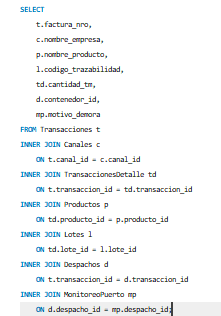 SELECT
t.factura_nro,
c.nombre_empresa,
p.nombre_producto,
l.codigo_trazabilidad,
td.cantidad_tm,
d.contenedor_id,
mp.motivo_demora
FROM Transacciones t
INNER JOIN Canales c
ON t.canal_id = c.canal_id
INNER JOIN TransaccionesDetalle td
ON t.transaccion_id = td.transaccion_id
INNER JOIN Productos p
ON td.producto_id = p.producto_id
INNER JOIN Lotes l
ON td.lote_id = l.lote_id
INNER JOIN Despachos d
ON t.transaccion_id = d.transaccion_id
INNER JOIN MonitoreoPuerto mp
ON d.despacho_id = mp.despacho_id;